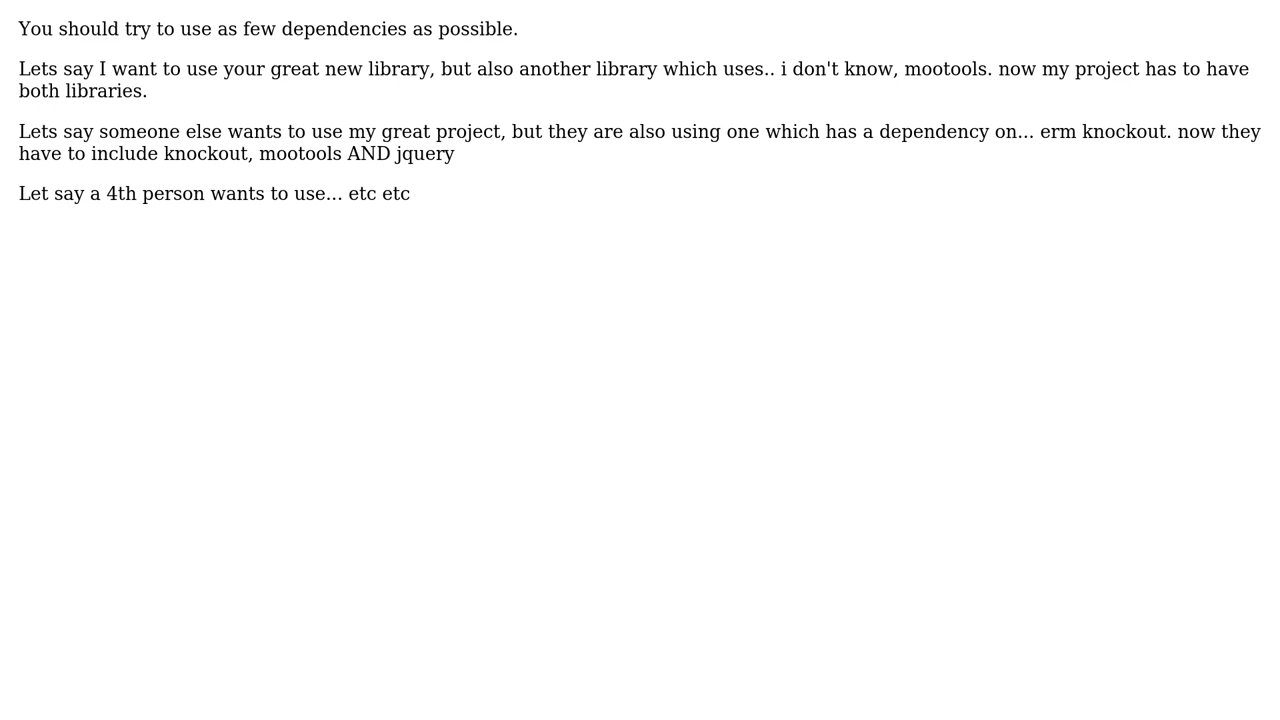 You should try to use as few dependencies as possible.
Lets say I want to use your great new library, but also another library which uses.. i don't know, mootools. now my project has to have
both libraries.
Lets say someone else wants to use my great project, but they are also using one which has a dependency on... erm knockout. now they
have to include knockout, mootools AND jquery
Let say a 4th person wants to use... etc etc